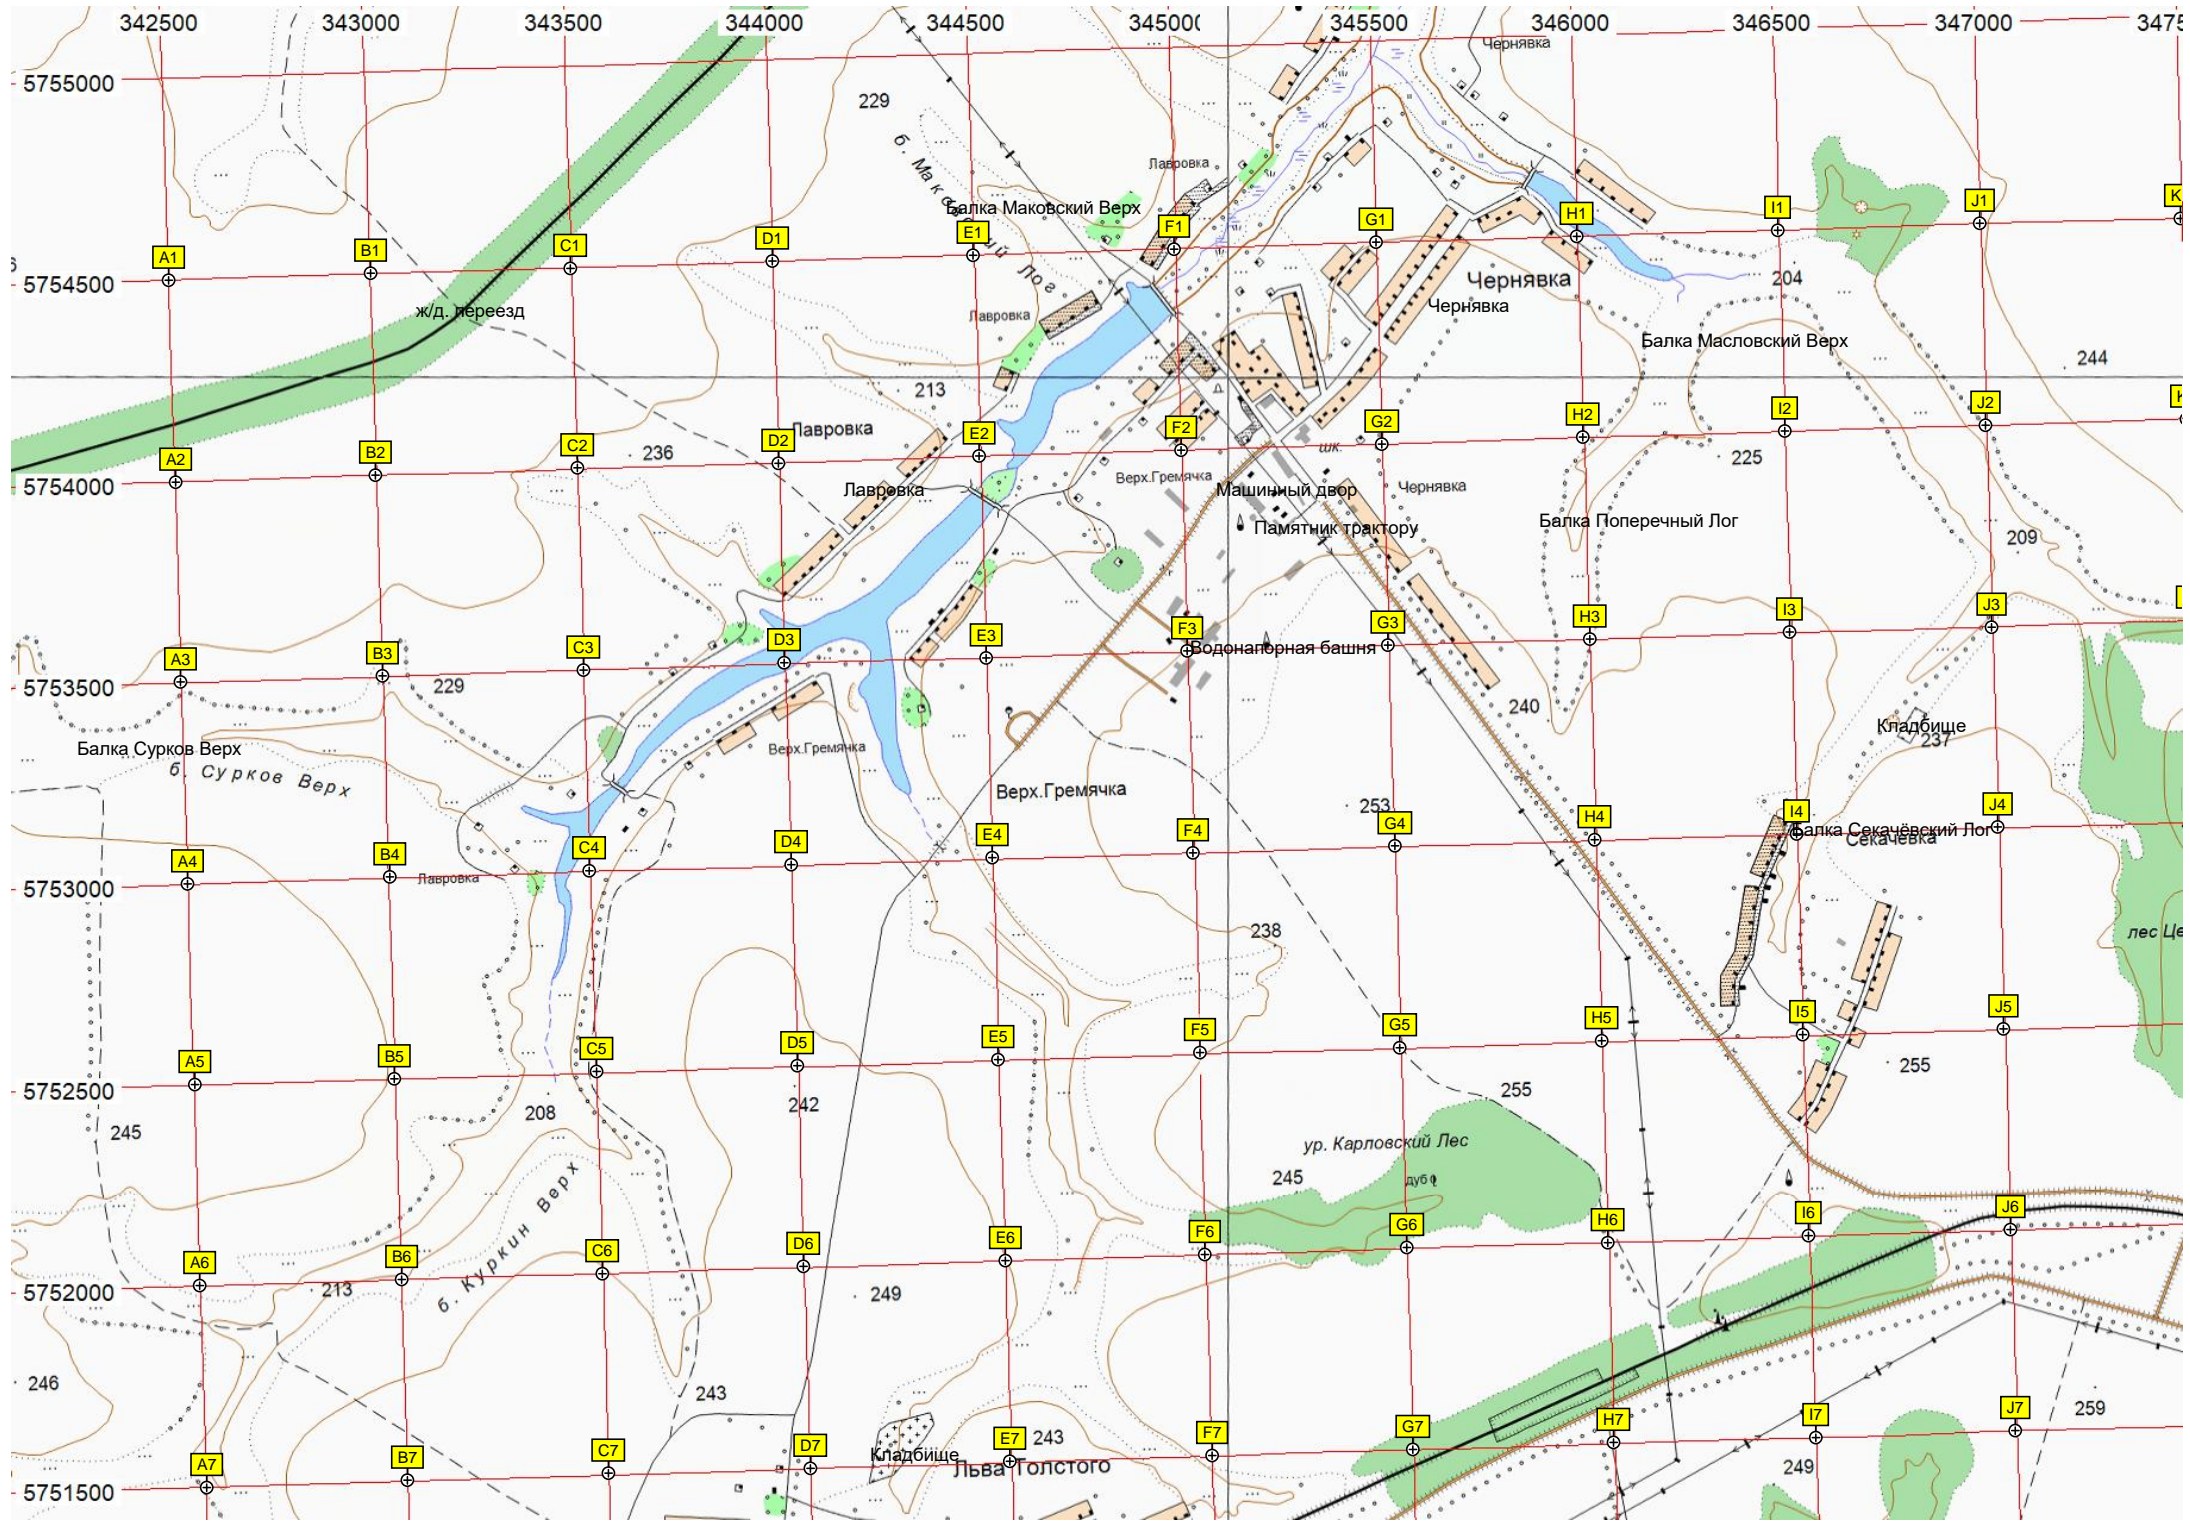 342500 343000 343500 344000 344500 345000 345500 346000 346500 347000 3475
Чернявка
5755000
229
б. Маковский Лог
Лавровка
Балка Маковский Верх
A1 B1 C1 D1 E1 F1 G1 H1 I1 J1 K
5754500
Чернявка
204
ж/д. переезд
Лавровка
Чернявка
Балка Масловский Верх
244
213
Лавровка
A2 B2 C2 D2 E2 F2 G2 H2 I2 J2 K
236
шк.
225
5754000
Лавровка
Верх.Гремячка
Машинный двор
Чернявка
Памятник трактору
Балка Поперечный Лог
209
A3 B3 C3 D3 E3 F3 G3 H3 I3 J3
Водонапорная башня
5753500
229
240
Кладбище
237
Балка Сурков Верх
б. Сурков Верх
Верх.Гремячка
Верх.Гремячка
253
A4 B4 C4 D4 E4 F4 G4 H4 I4 J4
Балка Секачёвский Лог
Секачевка
5753000
Лавровка
238
лес Це
A5 B5 C5 D5 E5 F5 G5 H5 I5 J5
5752500
208
242
255
255
245
ур. Карловский Лес
245
дуб
б. Куркин Верх
A6 B6 C6 D6 E6 F6 G6 H6 I6 J6
5752000
213
249
246
243
259
A7 B7 C7 D7 E7 F7 G7 H7 I7 J7
243
Кладбище
Льва Толстого
249
5751500